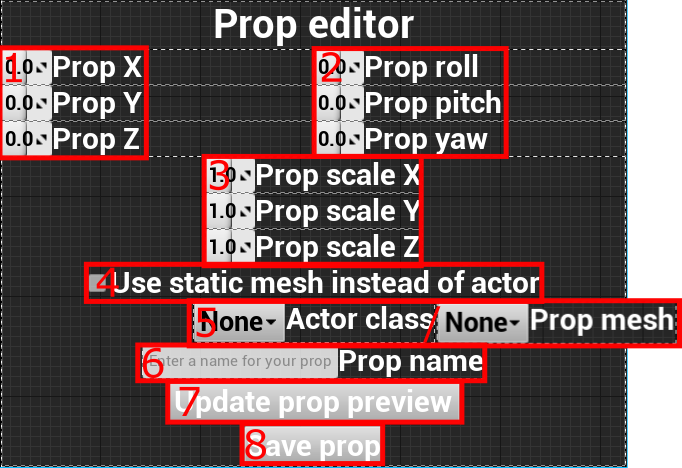 Prop editor
1 0.0 Prop X 2 0.0 Prop roll
0.0 Prop Y 0.0 Prop pitch
0.0 Prop Z 0.0 Prop yaw
3 1.0 Prop scale X
1.0 Prop scale Y
1.0 Prop scale Z
4 Use static mesh instead of actor
5 None Actor class / None Prop mesh
6 Enter a name for your prop Prop name
7 Update prop preview
8 Save prop